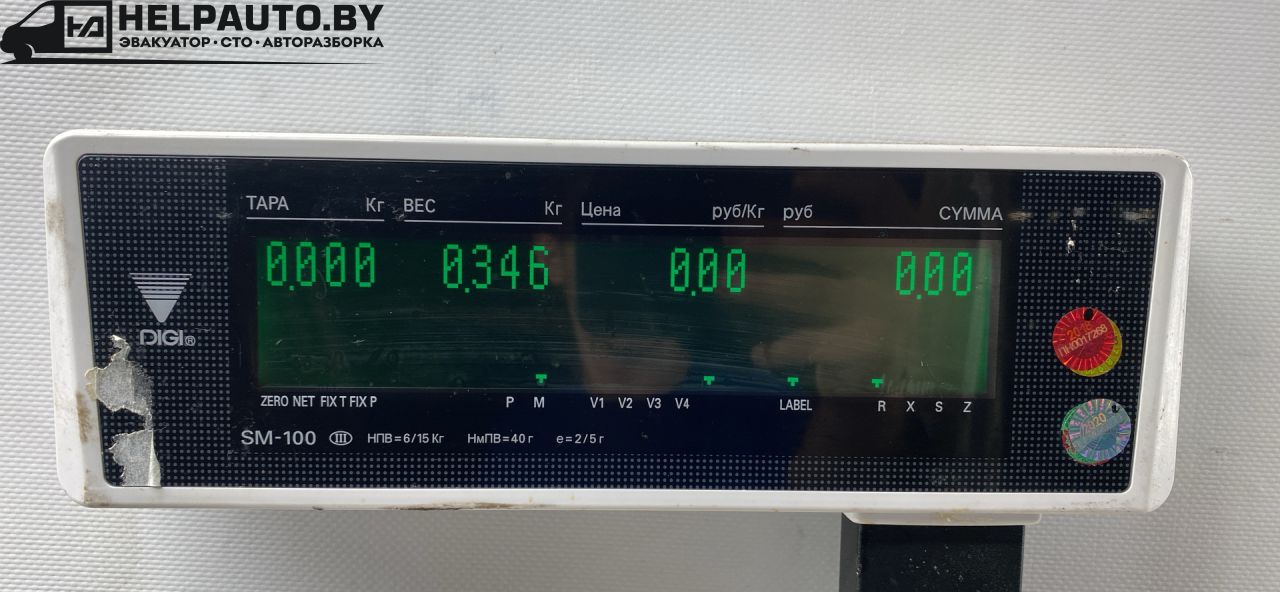 HELPAUTO.BY
ЭВАКУАТОР·СТО·АВТОРАЗБОРКА
ТАРА Кг ВЕС Кг Цена руб/Кг руб СУММА
0.000 0.346 0.00 0.00
DIGI®
ZERO NET FIX T FIX P P M V1 V2 V3 V4 LABEL R X S Z
SM-100 III НПВ=6/15 Кг НмПВ=40 г e=2/5 г
2020